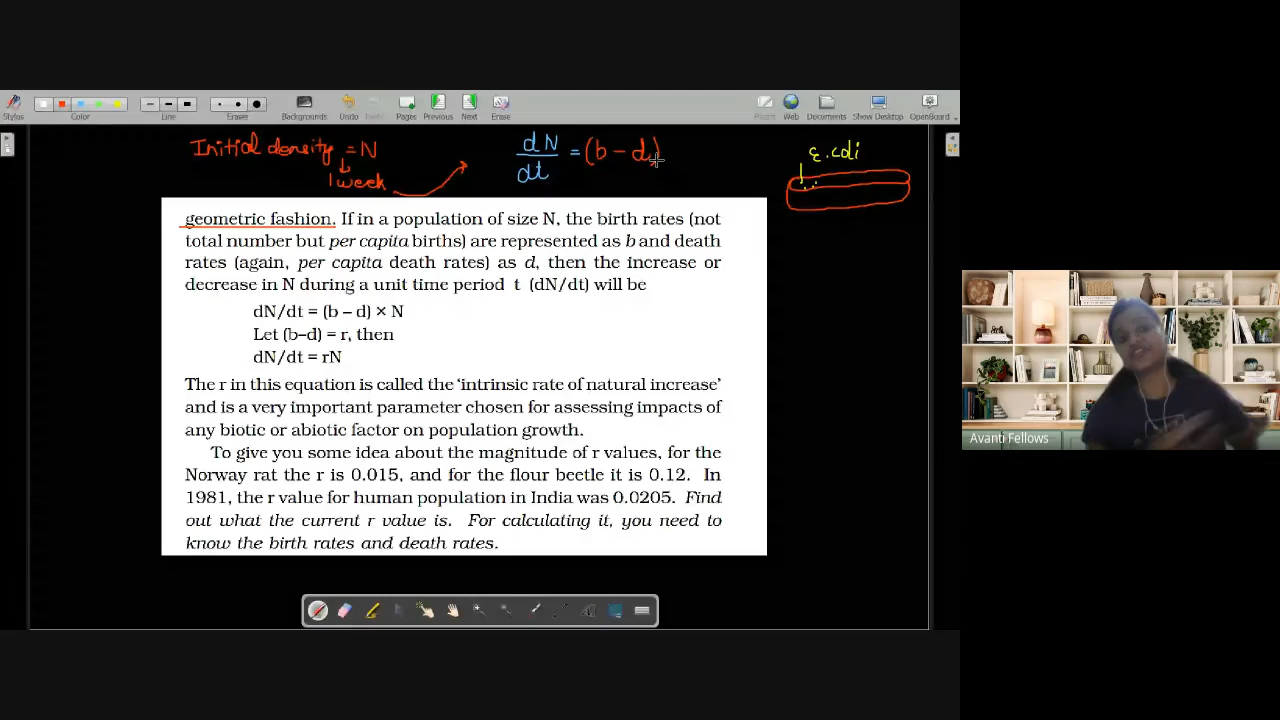 Stylus
Color
Line
Eraser
Backgrounds
Undo
Redo
Pages
Previous
Next
Erase
Board
Web
Documents
Desktop
OpenBoard
Initial density = N
1 week
dN/dt = (b - d)
E.coli
geometric fashion. If in a population of size N, the birth rates (not
total number but per capita births) are represented as b and death
rates (again, per capita death rates) as d, then the increase or
decrease in N during a unit time period t (dN/dt) will be
dN/dt = (b – d) × N
Let (b–d) = r, then
dN/dt = rN
The r in this equation is called the ‘intrinsic rate of natural increase’
and is a very important parameter chosen for assessing impacts of
any biotic or abiotic factor on population growth.
To give you some idea about the magnitude of r values, for the
Norway rat the r is 0.015, and for the flour beetle it is 0.12. In
1981, the r value for human population in India was 0.0205. Find
out what the current r value is. For calculating it, you need to
know the birth rates and death rates.
Avanti Fellows